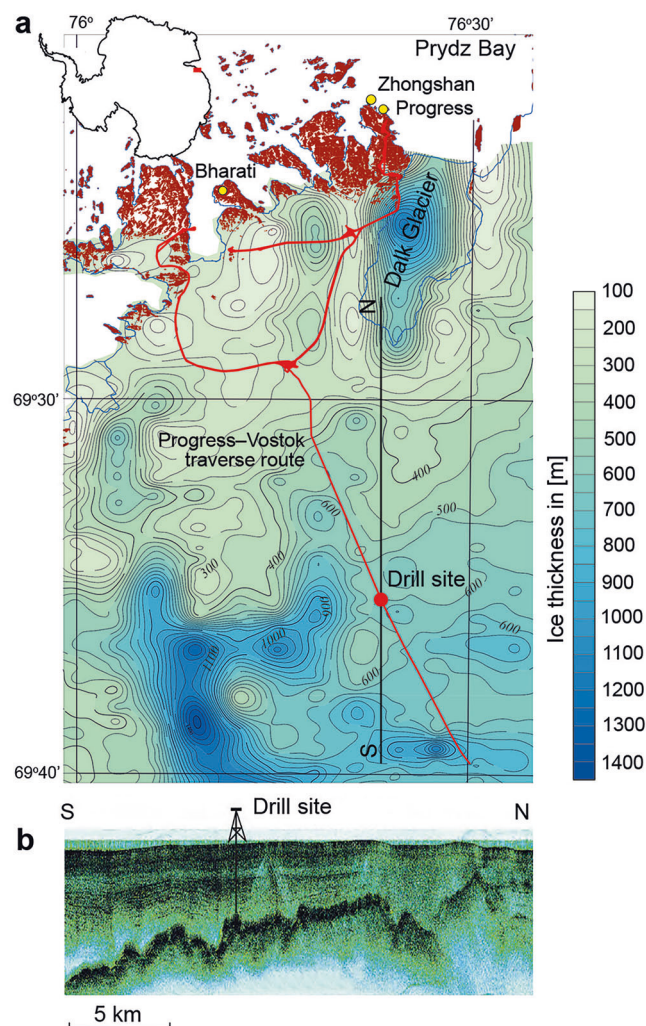 a
76°
76°30'
Prydz Bay
Zhongshan
Progress
Bharati
Dalk Glacier
N
69°30'
Progress–Vostok
traverse route
400
500
600
300
400
Drill site
600
900
600
1000
1100
600
S
69°40'
Ice thickness in [m]
100
200
300
400
500
600
700
800
900
1000
1100
1200
1300
1400
S
Drill site
N
b
5 km